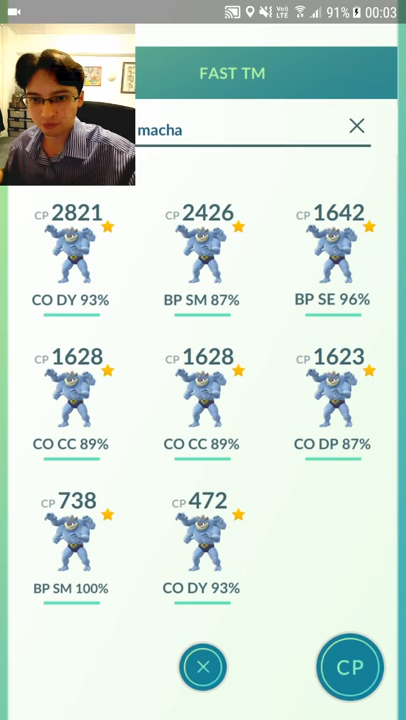 Vo)
LTE
91%
00:03
FAST TM
macha
CP 2821
CP 2426
CP 1642
CO DY 93%
BP SM 87%
BP SE 96%
CP 1628
CP 1628
CP 1623
CO CC 89%
CO CC 89%
CO DP 87%
CP 738
CP 472
BP SM 100%
CO DY 93%
CP